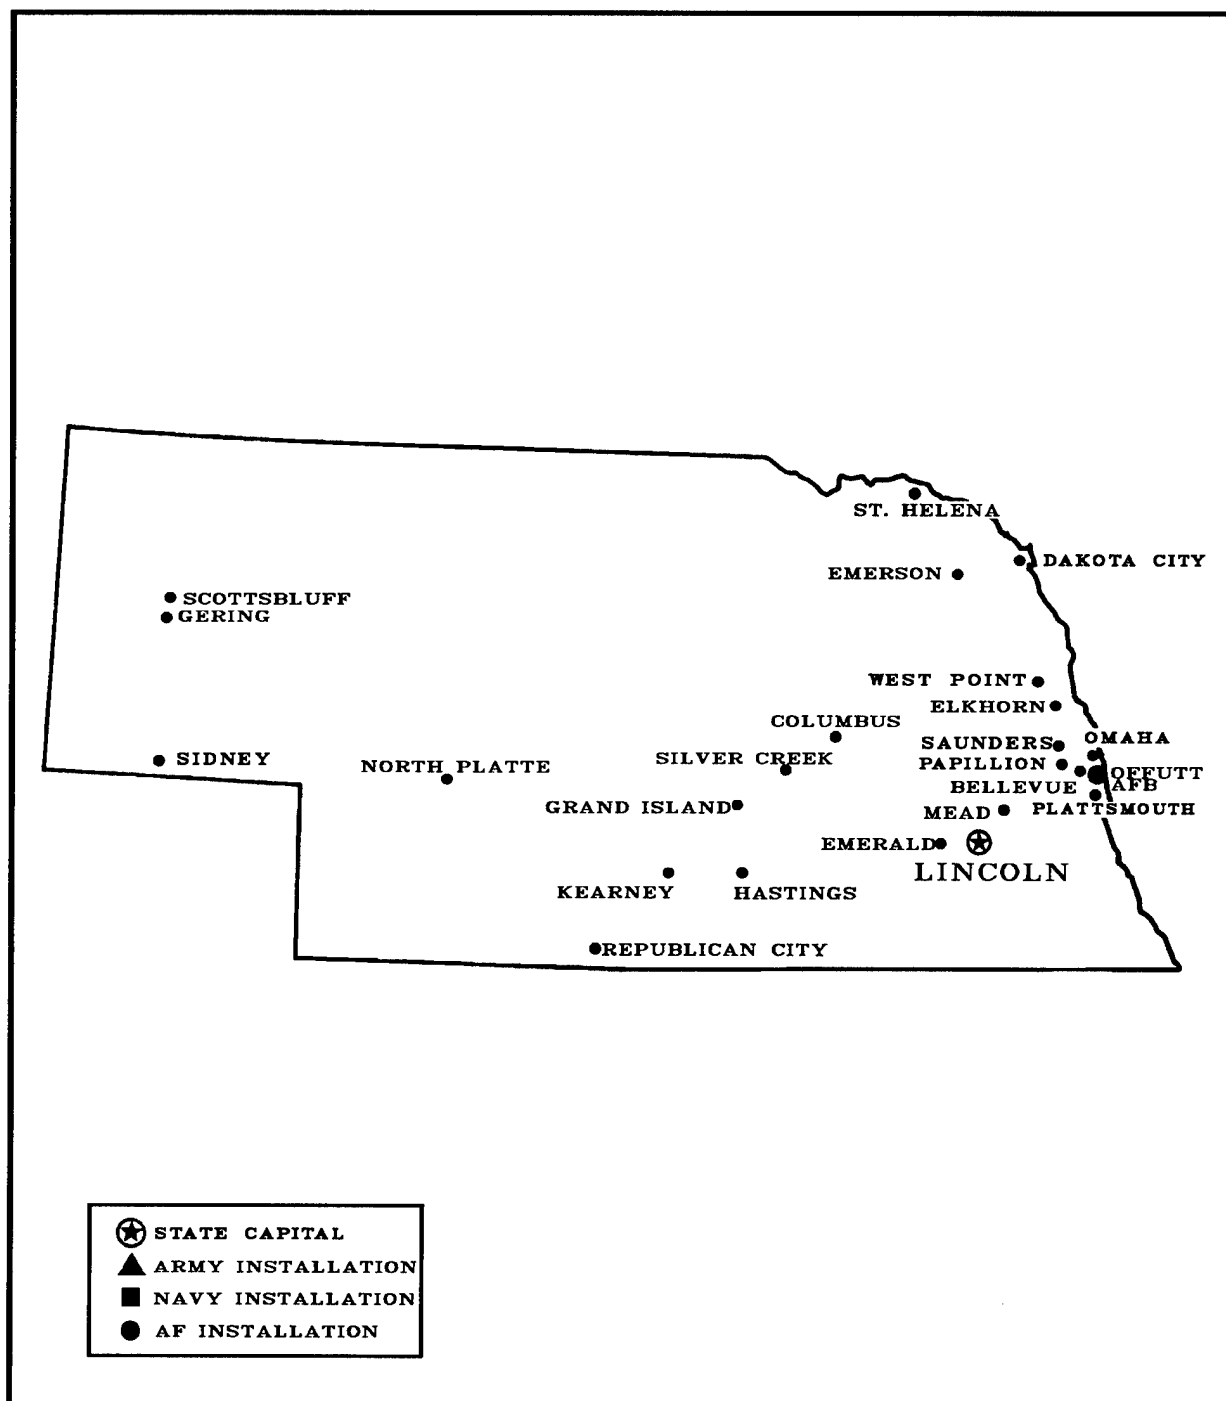 ST. HELENA
DAKOTA CITY
EMERSON
SCOTTSBLUFF
GERING
WEST POINT
ELKHORN
COLUMBUS
OMAHA
SAUNDERS
SIDNEY
SILVER CREEK
PAPILLION
NORTH PLATTE
OFFUTT
AFB
BELLEVUE
GRAND ISLAND
PLATTSMOUTH
MEAD
EMERALD
LINCOLN
KEARNEY
HASTINGS
REPUBLICAN CITY
STATE CAPITAL
ARMY INSTALLATION
NAVY INSTALLATION
AF INSTALLATION